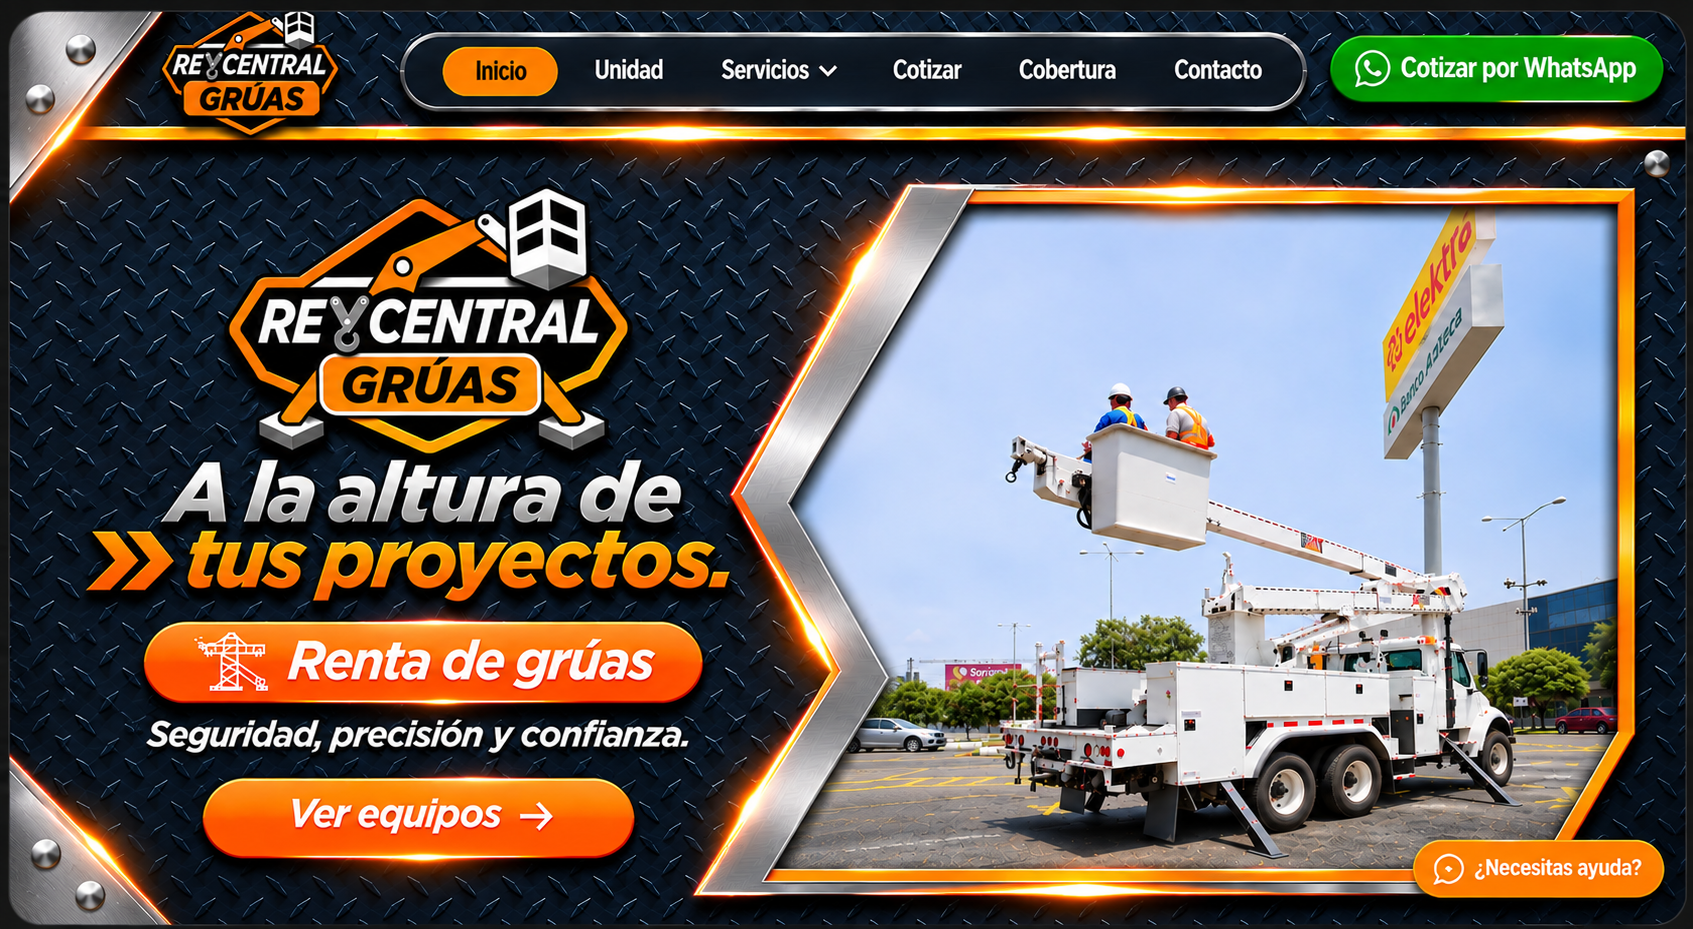 REYCENTRAL
GRÚAS
Inicio
Unidad
Servicios
Cotizar
Cobertura
Contacto
Cotizar por WhatsApp
REYCENTRAL
GRÚAS
A la altura de
tus proyectos.
Renta de grúas
Seguridad, precisión y confianza.
Ver equipos →
elektra
Banco Azteca
¿Necesitas ayuda?